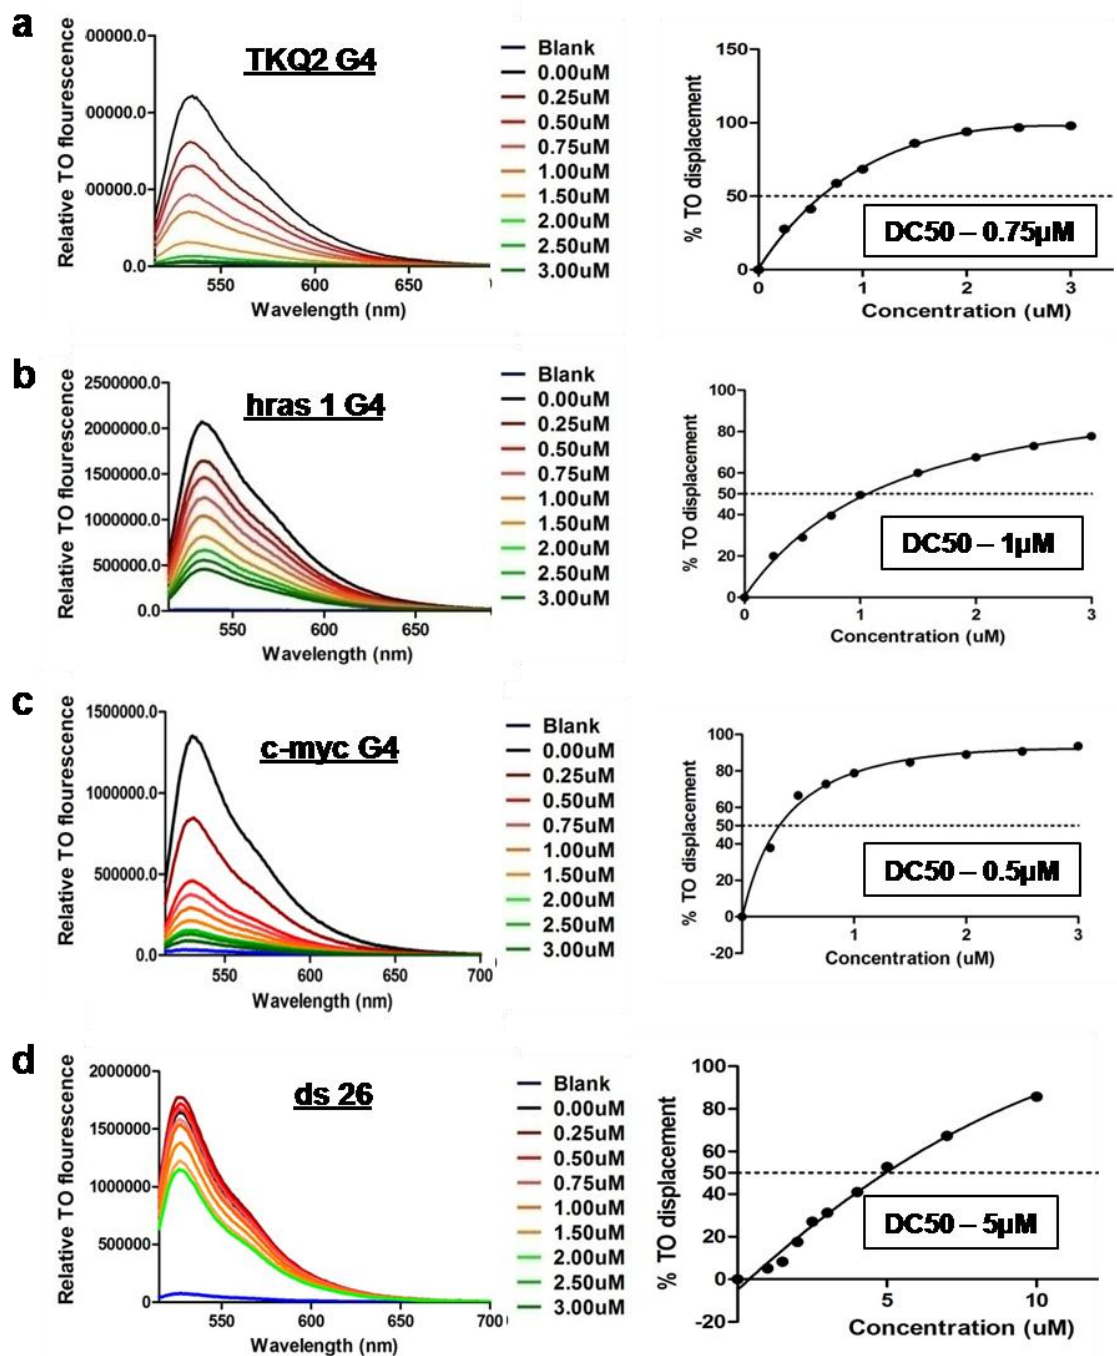 a
TKQ2 G4
Relative TO flourescence
00000.0
00000.0
00000.0
0.0
550
600
650
Wavelength (nm)
Blank
0.00uM
0.25uM
0.50uM
0.75uM
1.00uM
1.50uM
2.00uM
2.50uM
3.00uM
% TO displacement
150
100
50
0
0
1
2
3
Concentration (uM)
DC50 – 0.75µM
b
hras 1 G4
Relative TO flourescence
2500000.0
2000000.0
1500000.0
1000000.0
500000.0
0.0
550
600
650
Wavelength (nm)
Blank
0.00uM
0.25uM
0.50uM
0.75uM
1.00uM
1.50uM
2.00uM
2.50uM
3.00uM
% TO displacement
100
80
60
50
40
20
0
0
1
2
3
Concentration (uM)
DC50 – 1µM
c
c-myc G4
Relative TO flourescence
1500000.0
1000000.0
500000.0
0.0
550
600
650
700
Wavelength (nm)
Blank
0.00uM
0.25uM
0.50uM
0.75uM
1.00uM
1.50uM
2.00uM
2.50uM
3.00uM
% TO displacement
100
80
60
50
40
0
-20
1
2
3
Concentration (uM)
DC50 – 0.5µM
d
ds 26
Relative TO flourescence
2000000
1500000
1000000
500000
0
550
600
650
700
Wavelength (nm)
Blank
0.00uM
0.25uM
0.50uM
0.75uM
1.00uM
1.50uM
2.00uM
2.50uM
3.00uM
% TO displacement
100
80
60
50
40
20
0
-20
5
10
Concentration (uM)
DC50 – 5µM